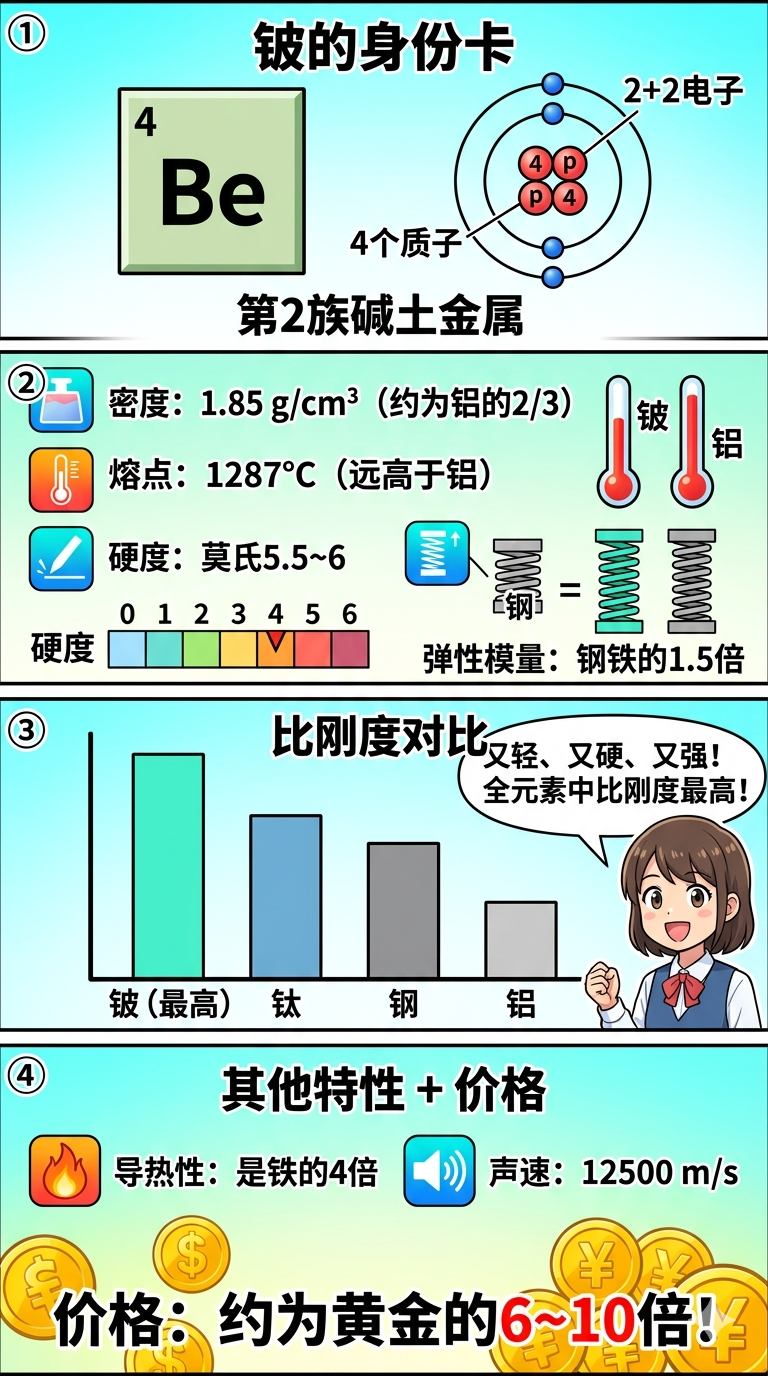 ①
铍的身份卡
4
Be
2+2电子
4 p
p 4
4个质子
第2族碱土金属
②
密度：1.85 g/cm³（约为铝的2/3）
铍
铝
熔点：1287°C（远高于铝）
硬度：莫氏5.5~6
0 1 2 3 4 5 6
硬度
钢
=
弹性模量：钢铁的1.5倍
③
比刚度对比
又轻、又硬、又强！
全元素中比刚度最高！
铍（最高） 钛 钢 铝
④
其他特性 + 价格
导热性：是铁的4倍
声速：12500 m/s
$
$
$
¥
¥
¥
¥
¥
价格：约为黄金的6~10倍！